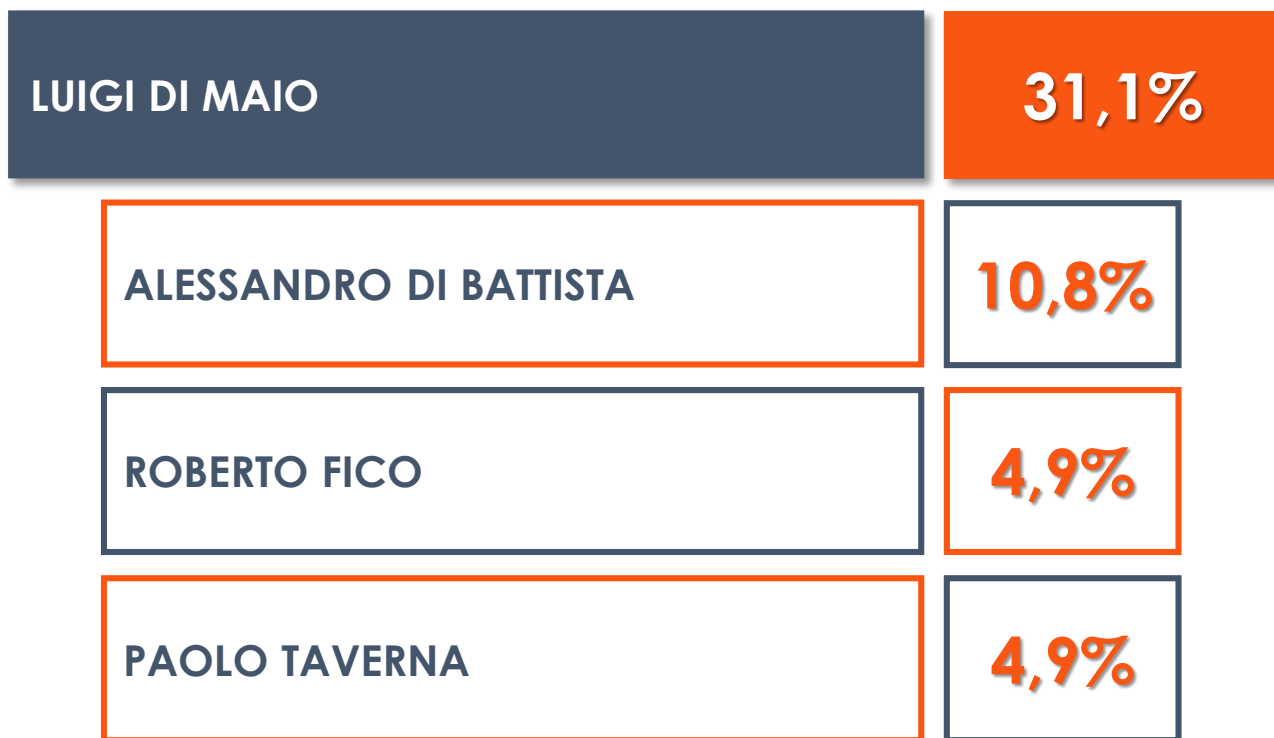 LUIGI DI MAIO 31,1%
ALESSANDRO DI BATTISTA 10,8%
ROBERTO FICO 4,9%
PAOLO TAVERNA 4,9%